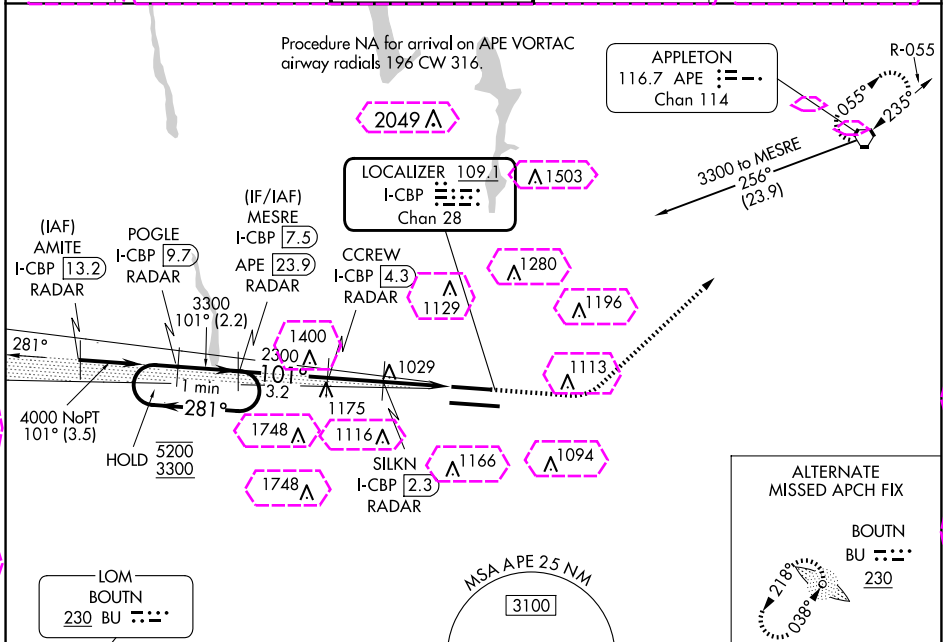 Procedure NA for arrival on APE VORTAC
airway radials 196 CW 316.
APPLETON
116.7 APE
Chan 114
R-055
055°
235°
2049
3300 to MESRE
256°
(23.9)
LOCALIZER 109.1
I-CBP
Chan 28
1503
(IAF)
AMITE
I-CBP 13.2
RADAR
POGLE
I-CBP 9.7
RADAR
(IF/IAF)
MESRE
I-CBP 7.5
APE 23.9
RADAR
CCREW
I-CBP 4.3
RADAR
1280
1129
1196
3300
101° (2.2)
1400
281°
2300
101°
3.2
1029
1113
1 min
281°
4000 NoPT
101° (3.5)
1175
HOLD 5200
3300
1748
1116
1748
SILKN
I-CBP 2.3
RADAR
1166
1094
ALTERNATE
MISSED APCH FIX
BOUTN
BU
230
218°
038°
LOM
BOUTN
230 BU
MSA APE 25 NM
3100